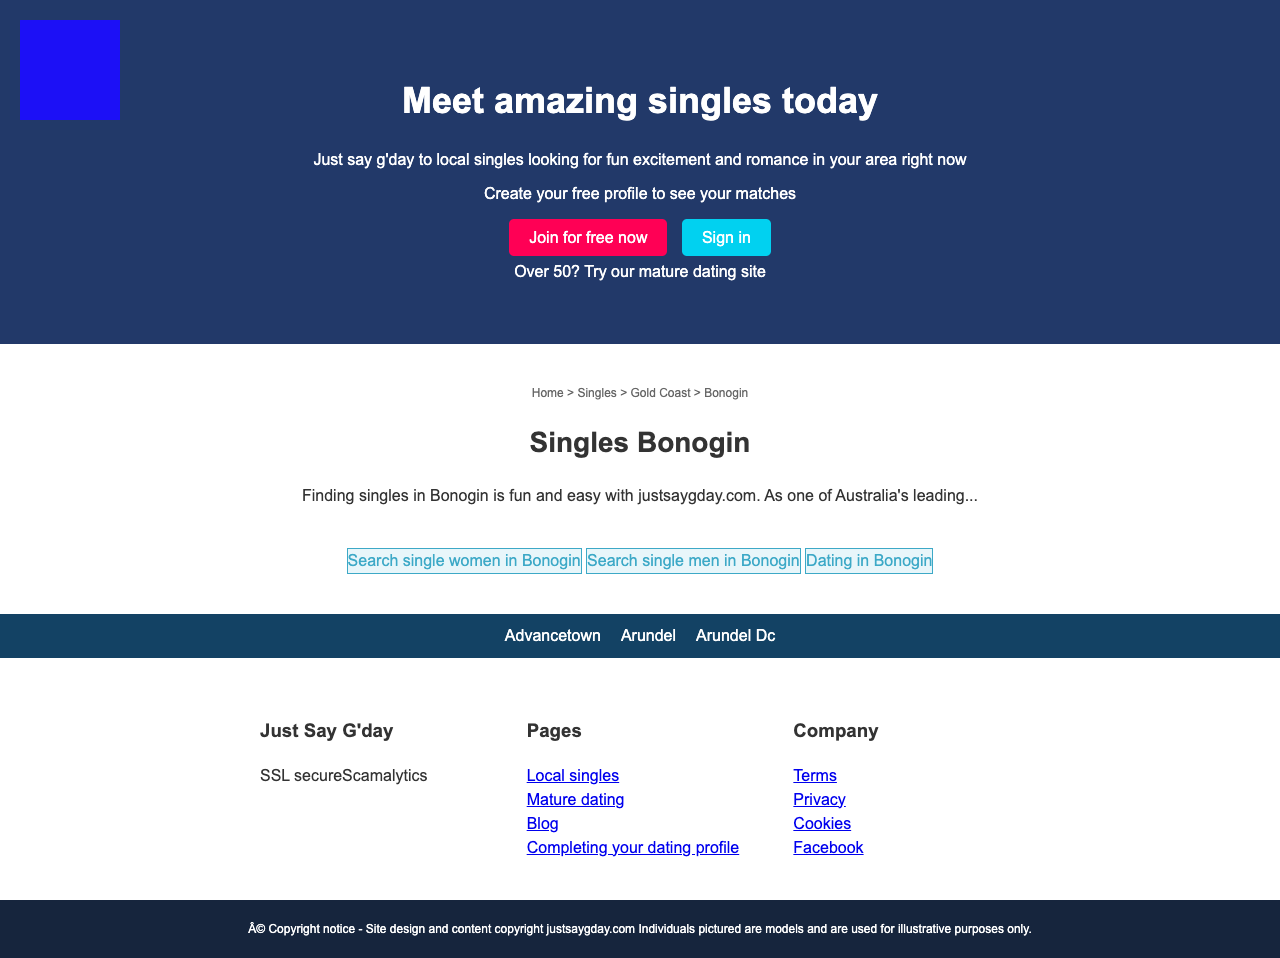 Meet amazing singles today
Just say g'day to local singles looking for fun excitement and romance in your area right now
Create your free profile to see your matches
Join for free now
Sign in
Over 50? Try our mature dating site
Home > Singles > Gold Coast > Bonogin
Singles Bonogin
Finding singles in Bonogin is fun and easy with justsaygday.com. As one of Australia's leading...
Search single women in Bonogin Search single men in Bonogin Dating in Bonogin
Advancetown Arundel Arundel Dc
Just Say G'day
SSL secureScamalytics
Pages
Local singles
Mature dating
Blog
Completing your dating profile
Company
Terms
Privacy
Cookies
Facebook
Â© Copyright notice - Site design and content copyright justsaygday.com Individuals pictured are models and are used for illustrative purposes only.